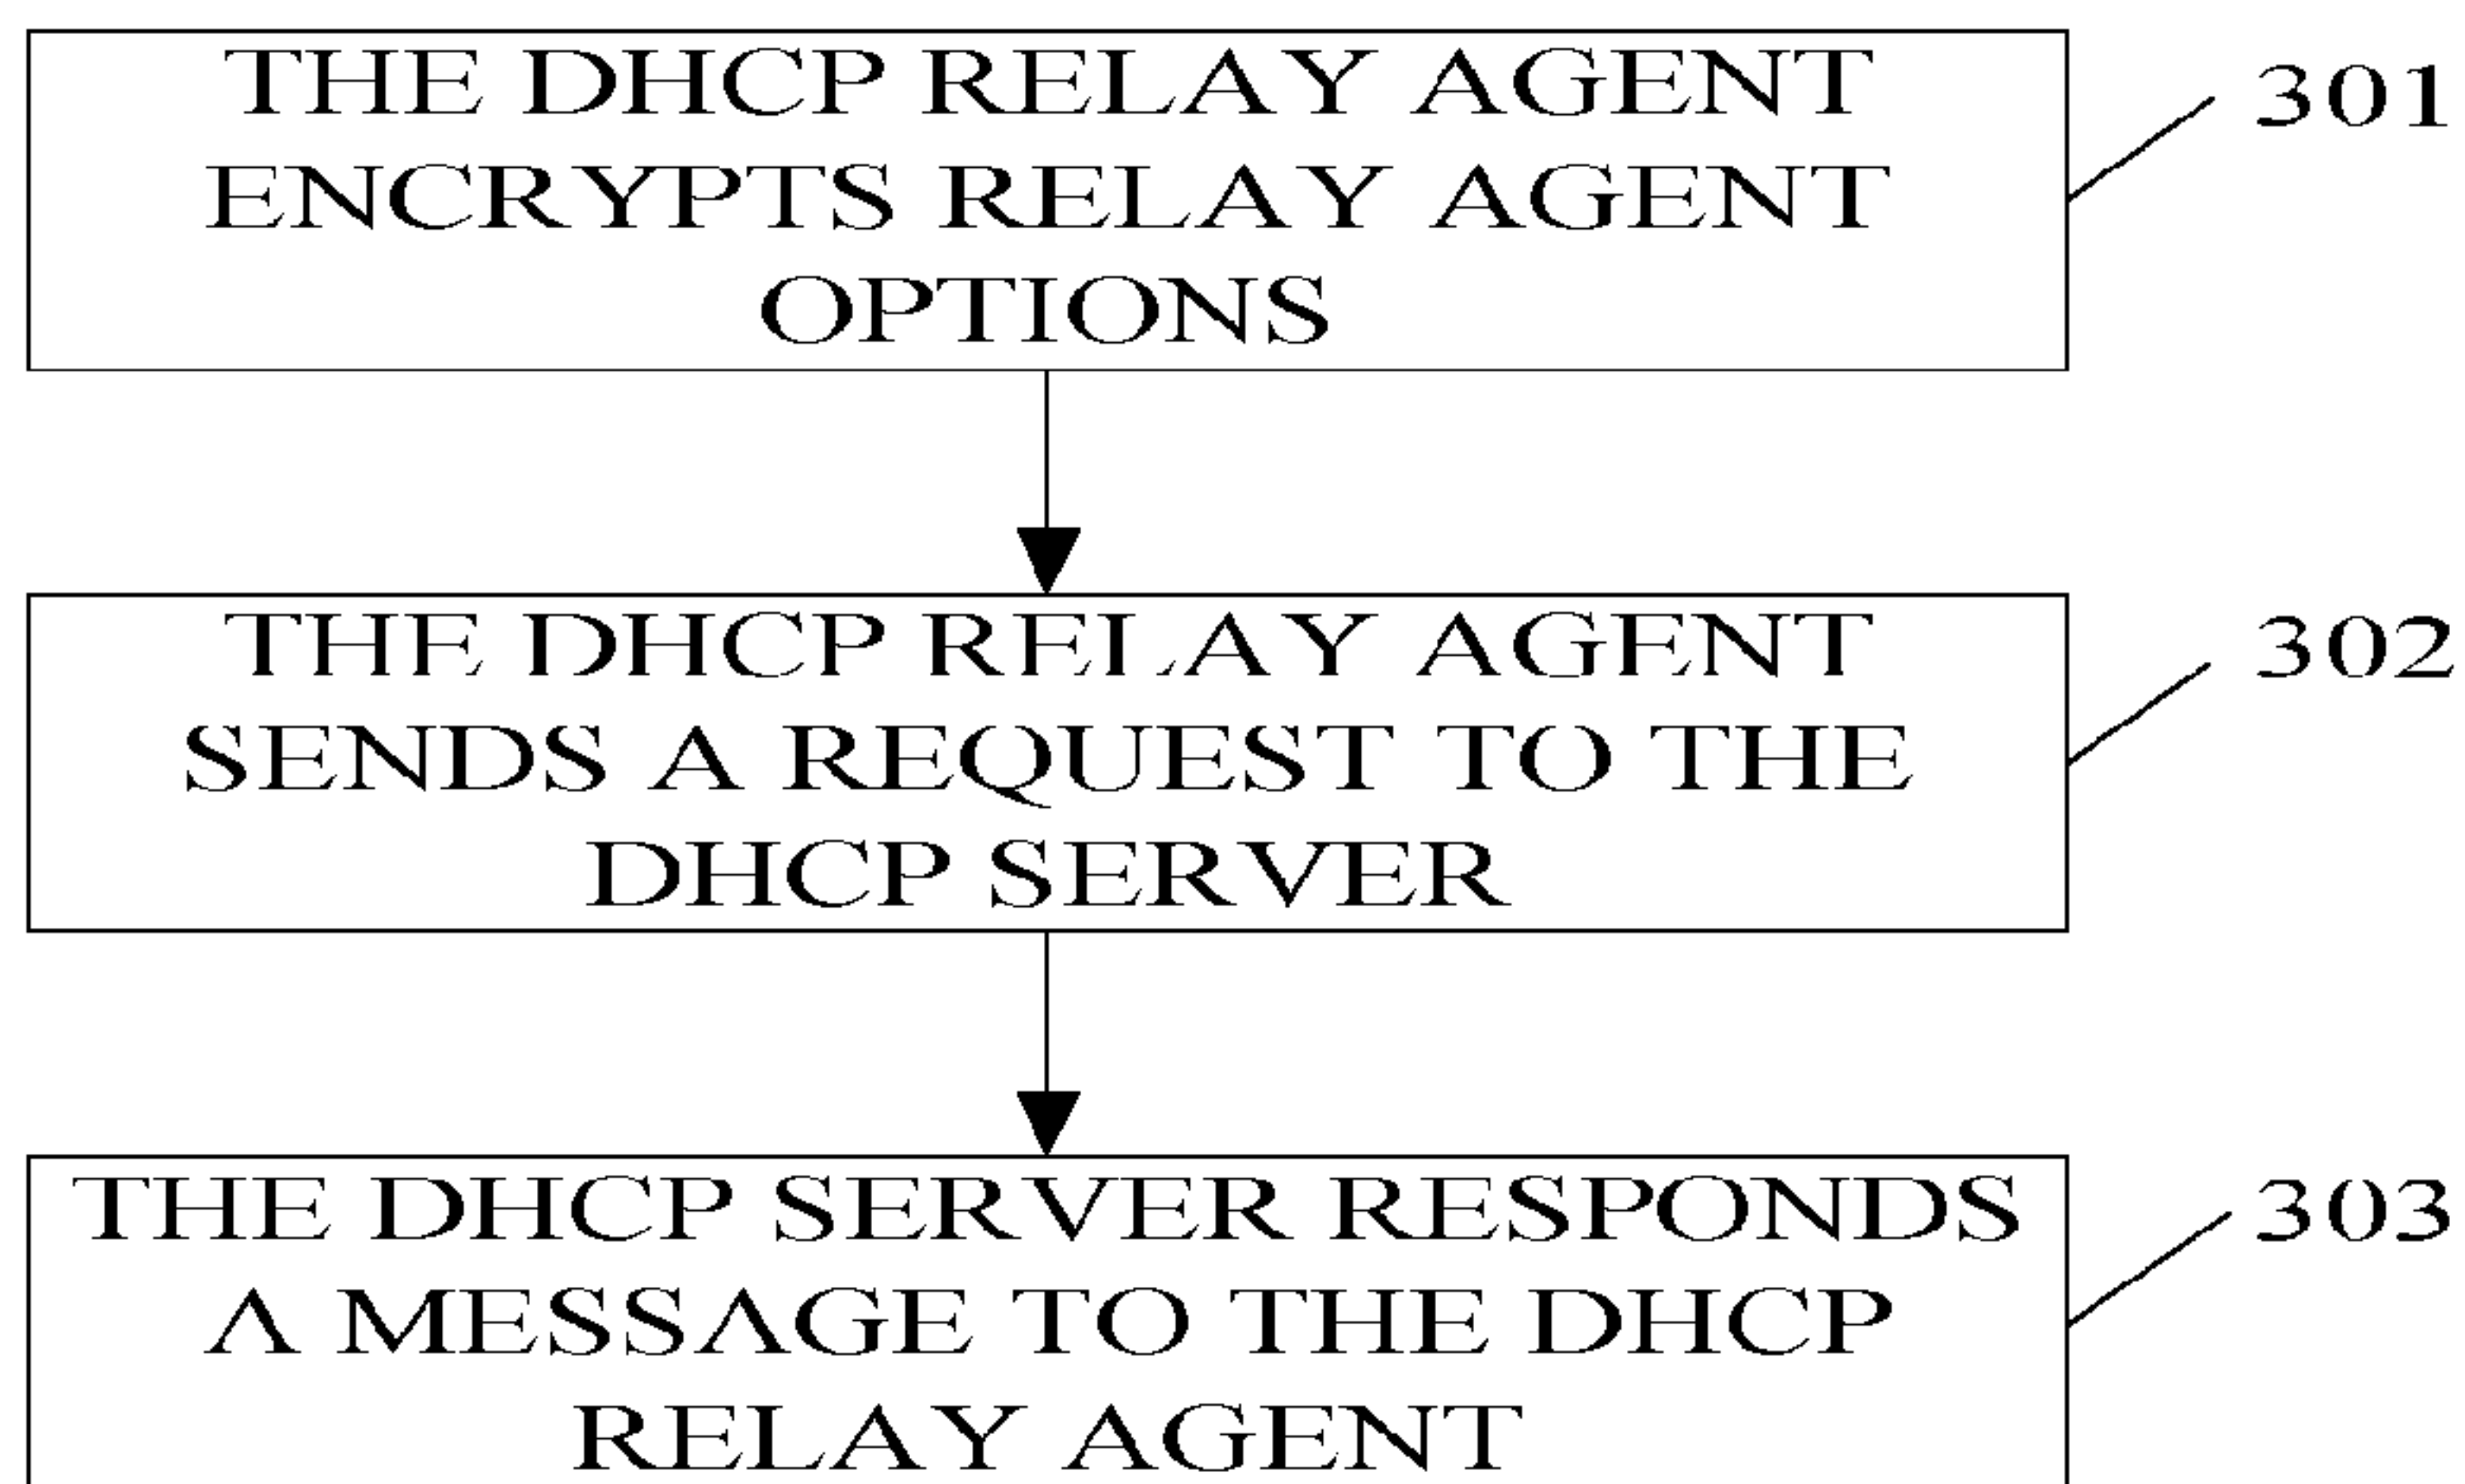 THE DHCP RELAY AGENT
ENCRYPTS RELAY AGENT
OPTIONS
301
THE DHCP RELAY AGENT
SENDS A REQUEST TO THE
DHCP SERVER
302
THE DHCP SERVER RESPONDS
A MESSAGE TO THE DHCP
RELAY AGENT
303